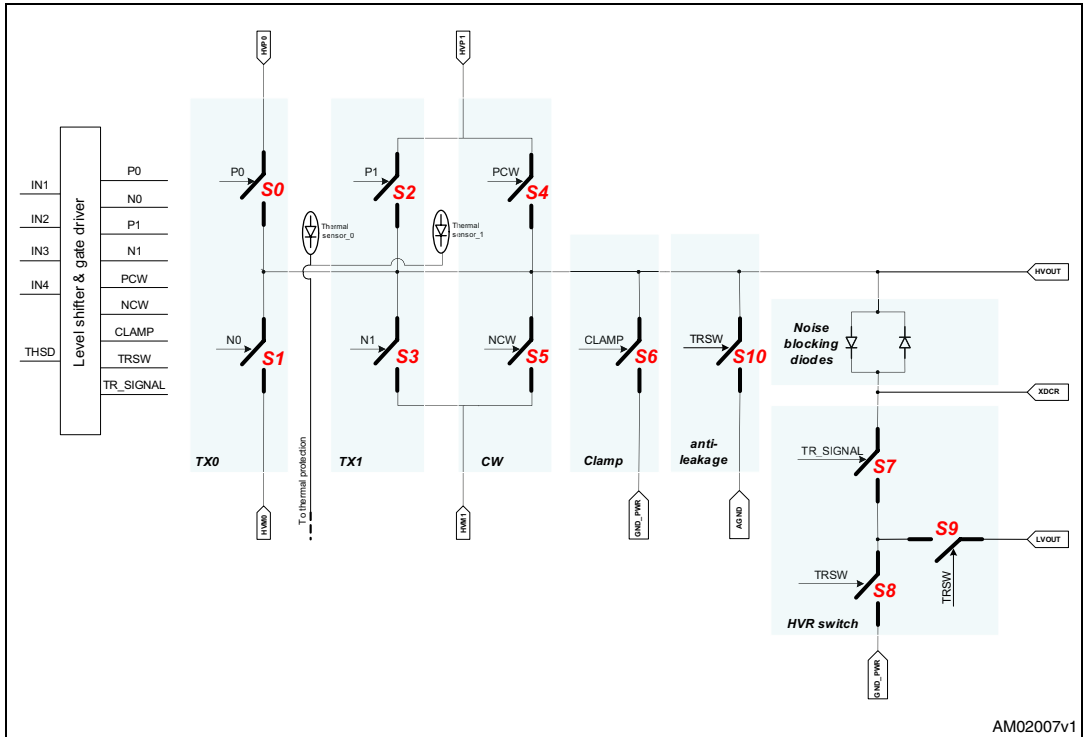 HVP0
HVP1
Level shifter & gate driver
IN1
IN2
IN3
IN4
THSD
P0
N0
P1
N1
PCW
NCW
CLAMP
TRSW
TR_SIGNAL
P0
S0
P1
S2
PCW
S4
Thermal
sensor_0
Thermal
sensor_1
HVOUT
N0
S1
N1
S3
NCW
S5
CLAMP
S6
TRSW
S10
Noise
blocking
diodes
XDCR
TX0
TX1
CW
Clamp
anti-
leakage
To thermal protection
HVM0
HVM1
GND_PWR
AGND
TR_SIGNAL
S7
S9
LVOUT
TRSW
TRSW
S8
HVR switch
GND_PWR
AM02007v1